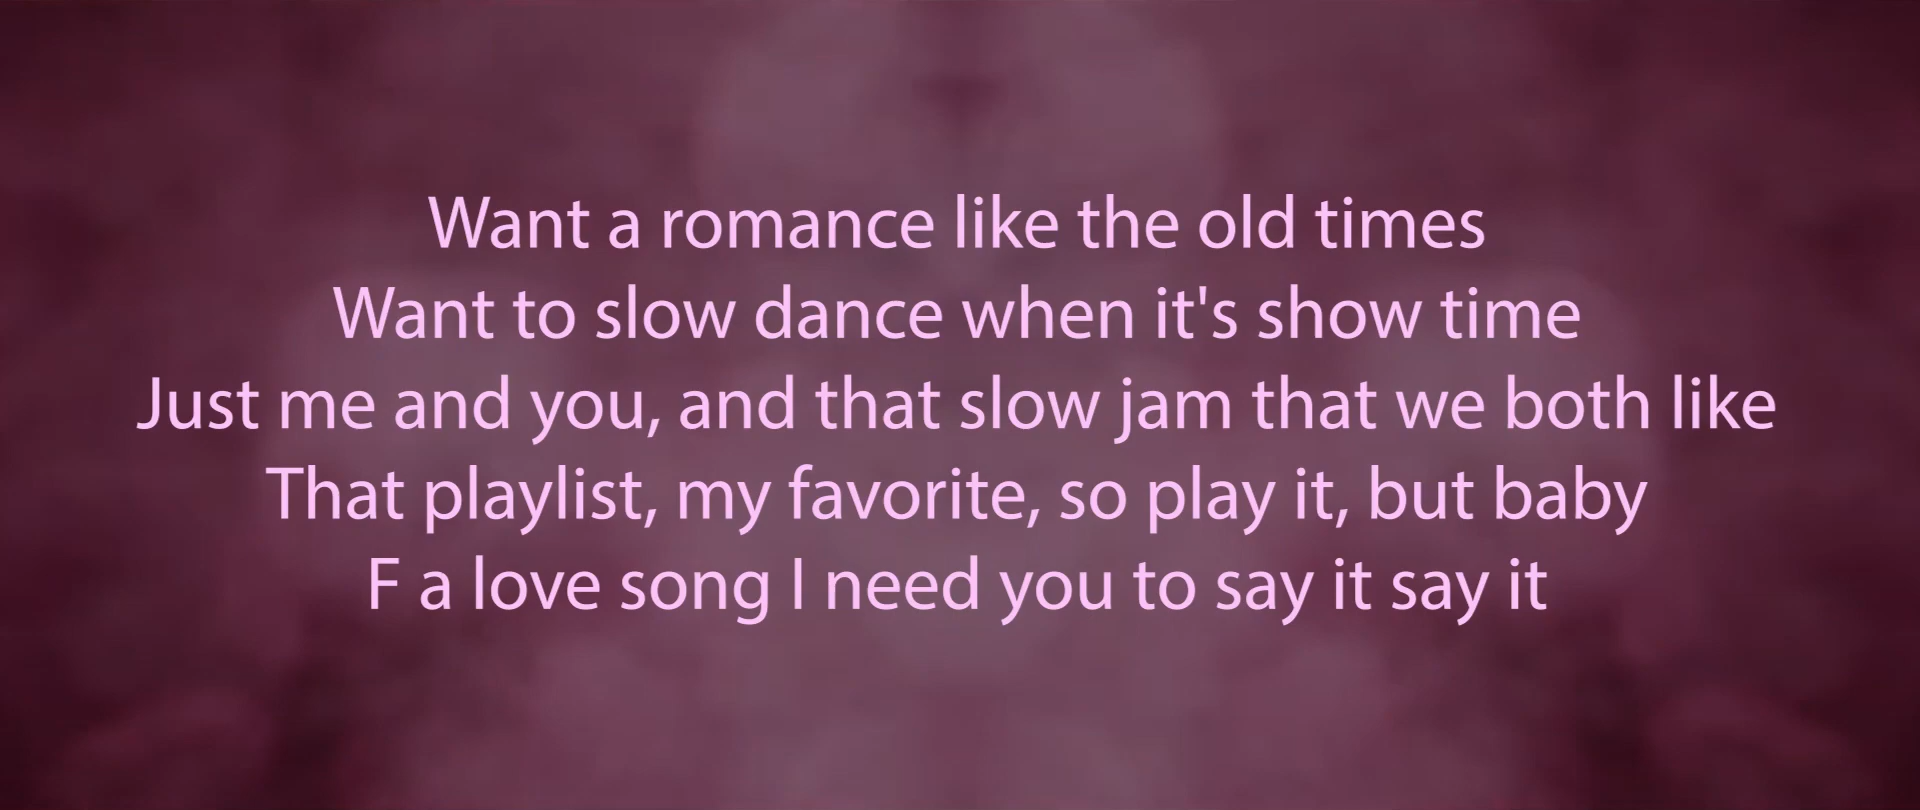 Want a romance like the old times
Want to slow dance when it's show time
Just me and you, and that slow jam that we both like
That playlist, my favorite, so play it, but baby
F a love song I need you to say it say it